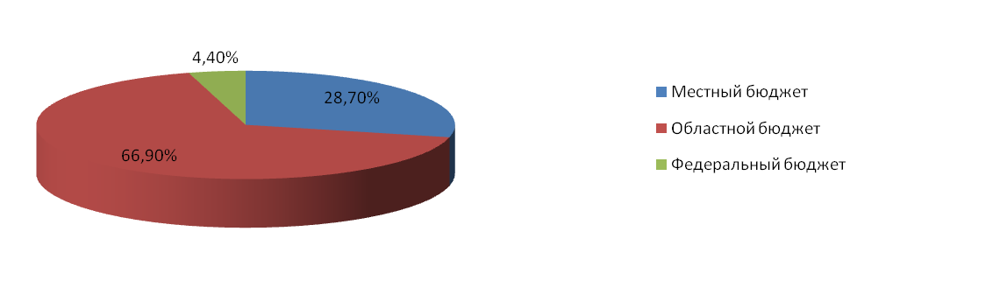 4,40%
28,70%
66,90%
Местный бюджет
Областной бюджет
Федеральный бюджет